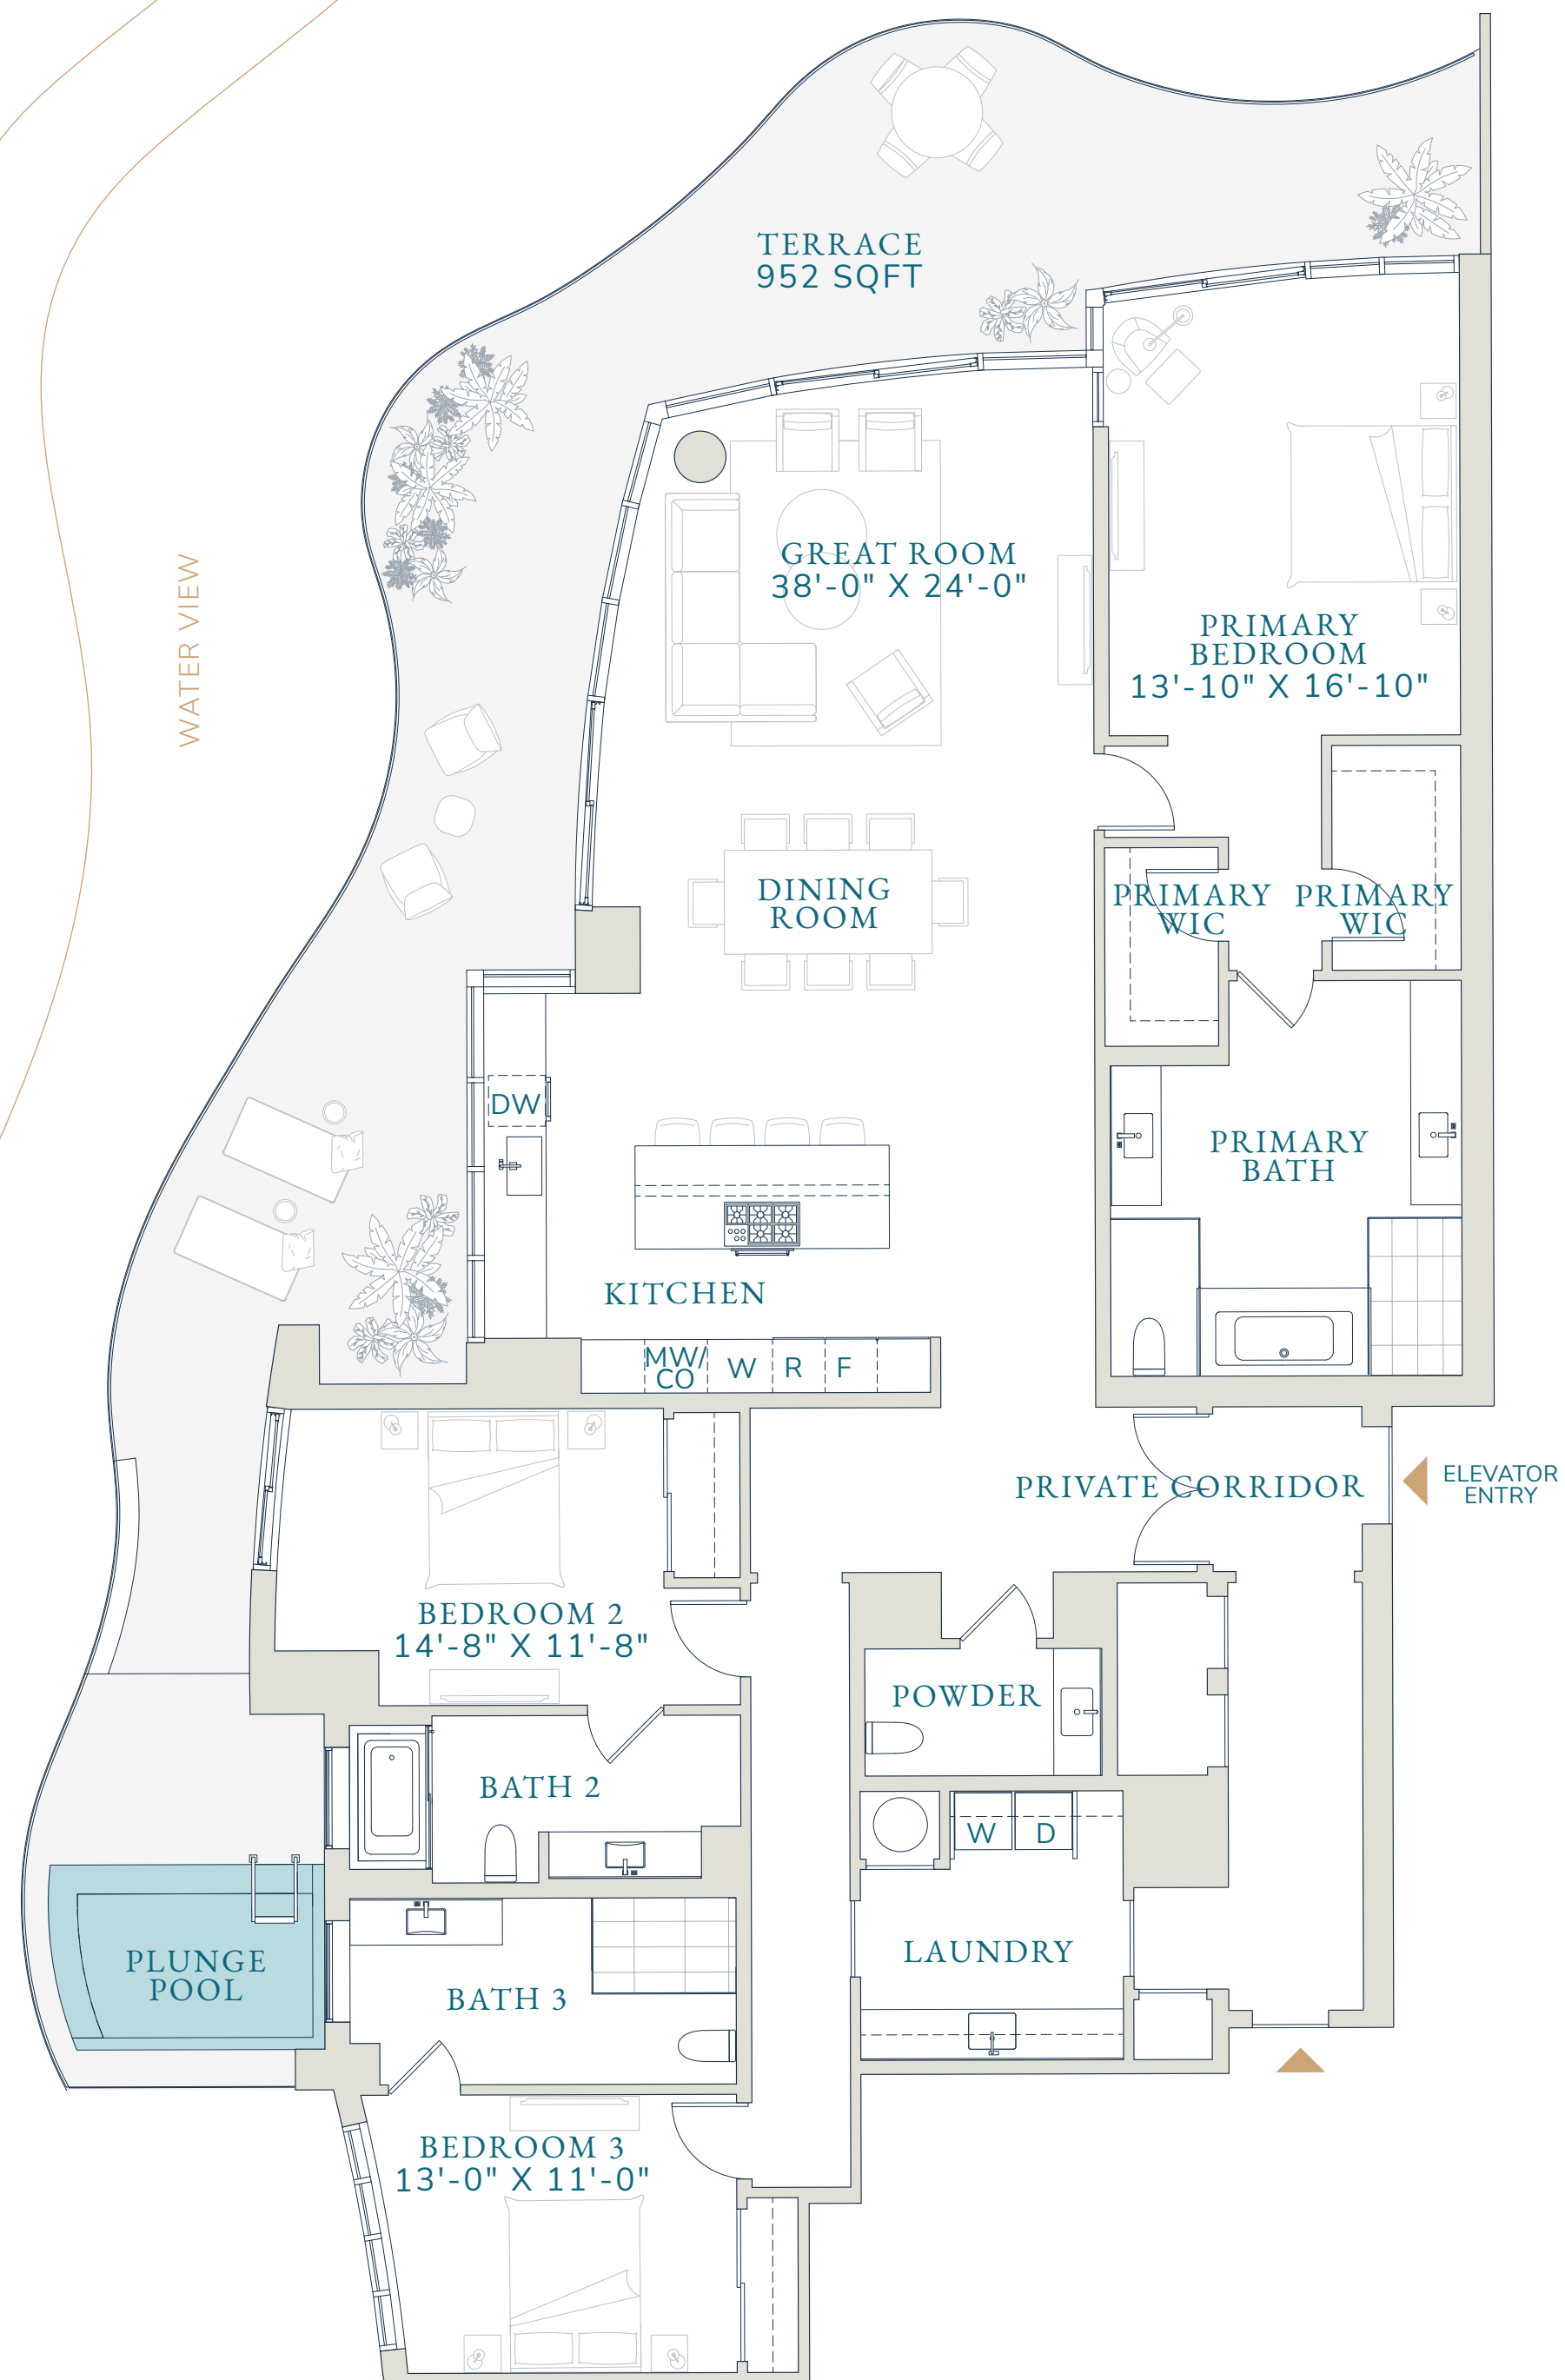 TERRACE
952 SQFT
WATER VIEW
GREAT ROOM
38'-0" X 24'-0"
PRIMARY
BEDROOM
13'-10" X 16'-10"
DINING
ROOM
PRIMARY
WIC
PRIMARY
WIC
DW
PRIMARY
BATH
KITCHEN
MW/
CO
W
R
F
PRIVATE CORRIDOR
ELEVATOR
ENTRY
BEDROOM 2
14'-8" X 11'-8"
POWDER
BATH 2
W
D
PLUNGE
POOL
LAUNDRY
BATH 3
BEDROOM 3
13'-0" X 11'-0"